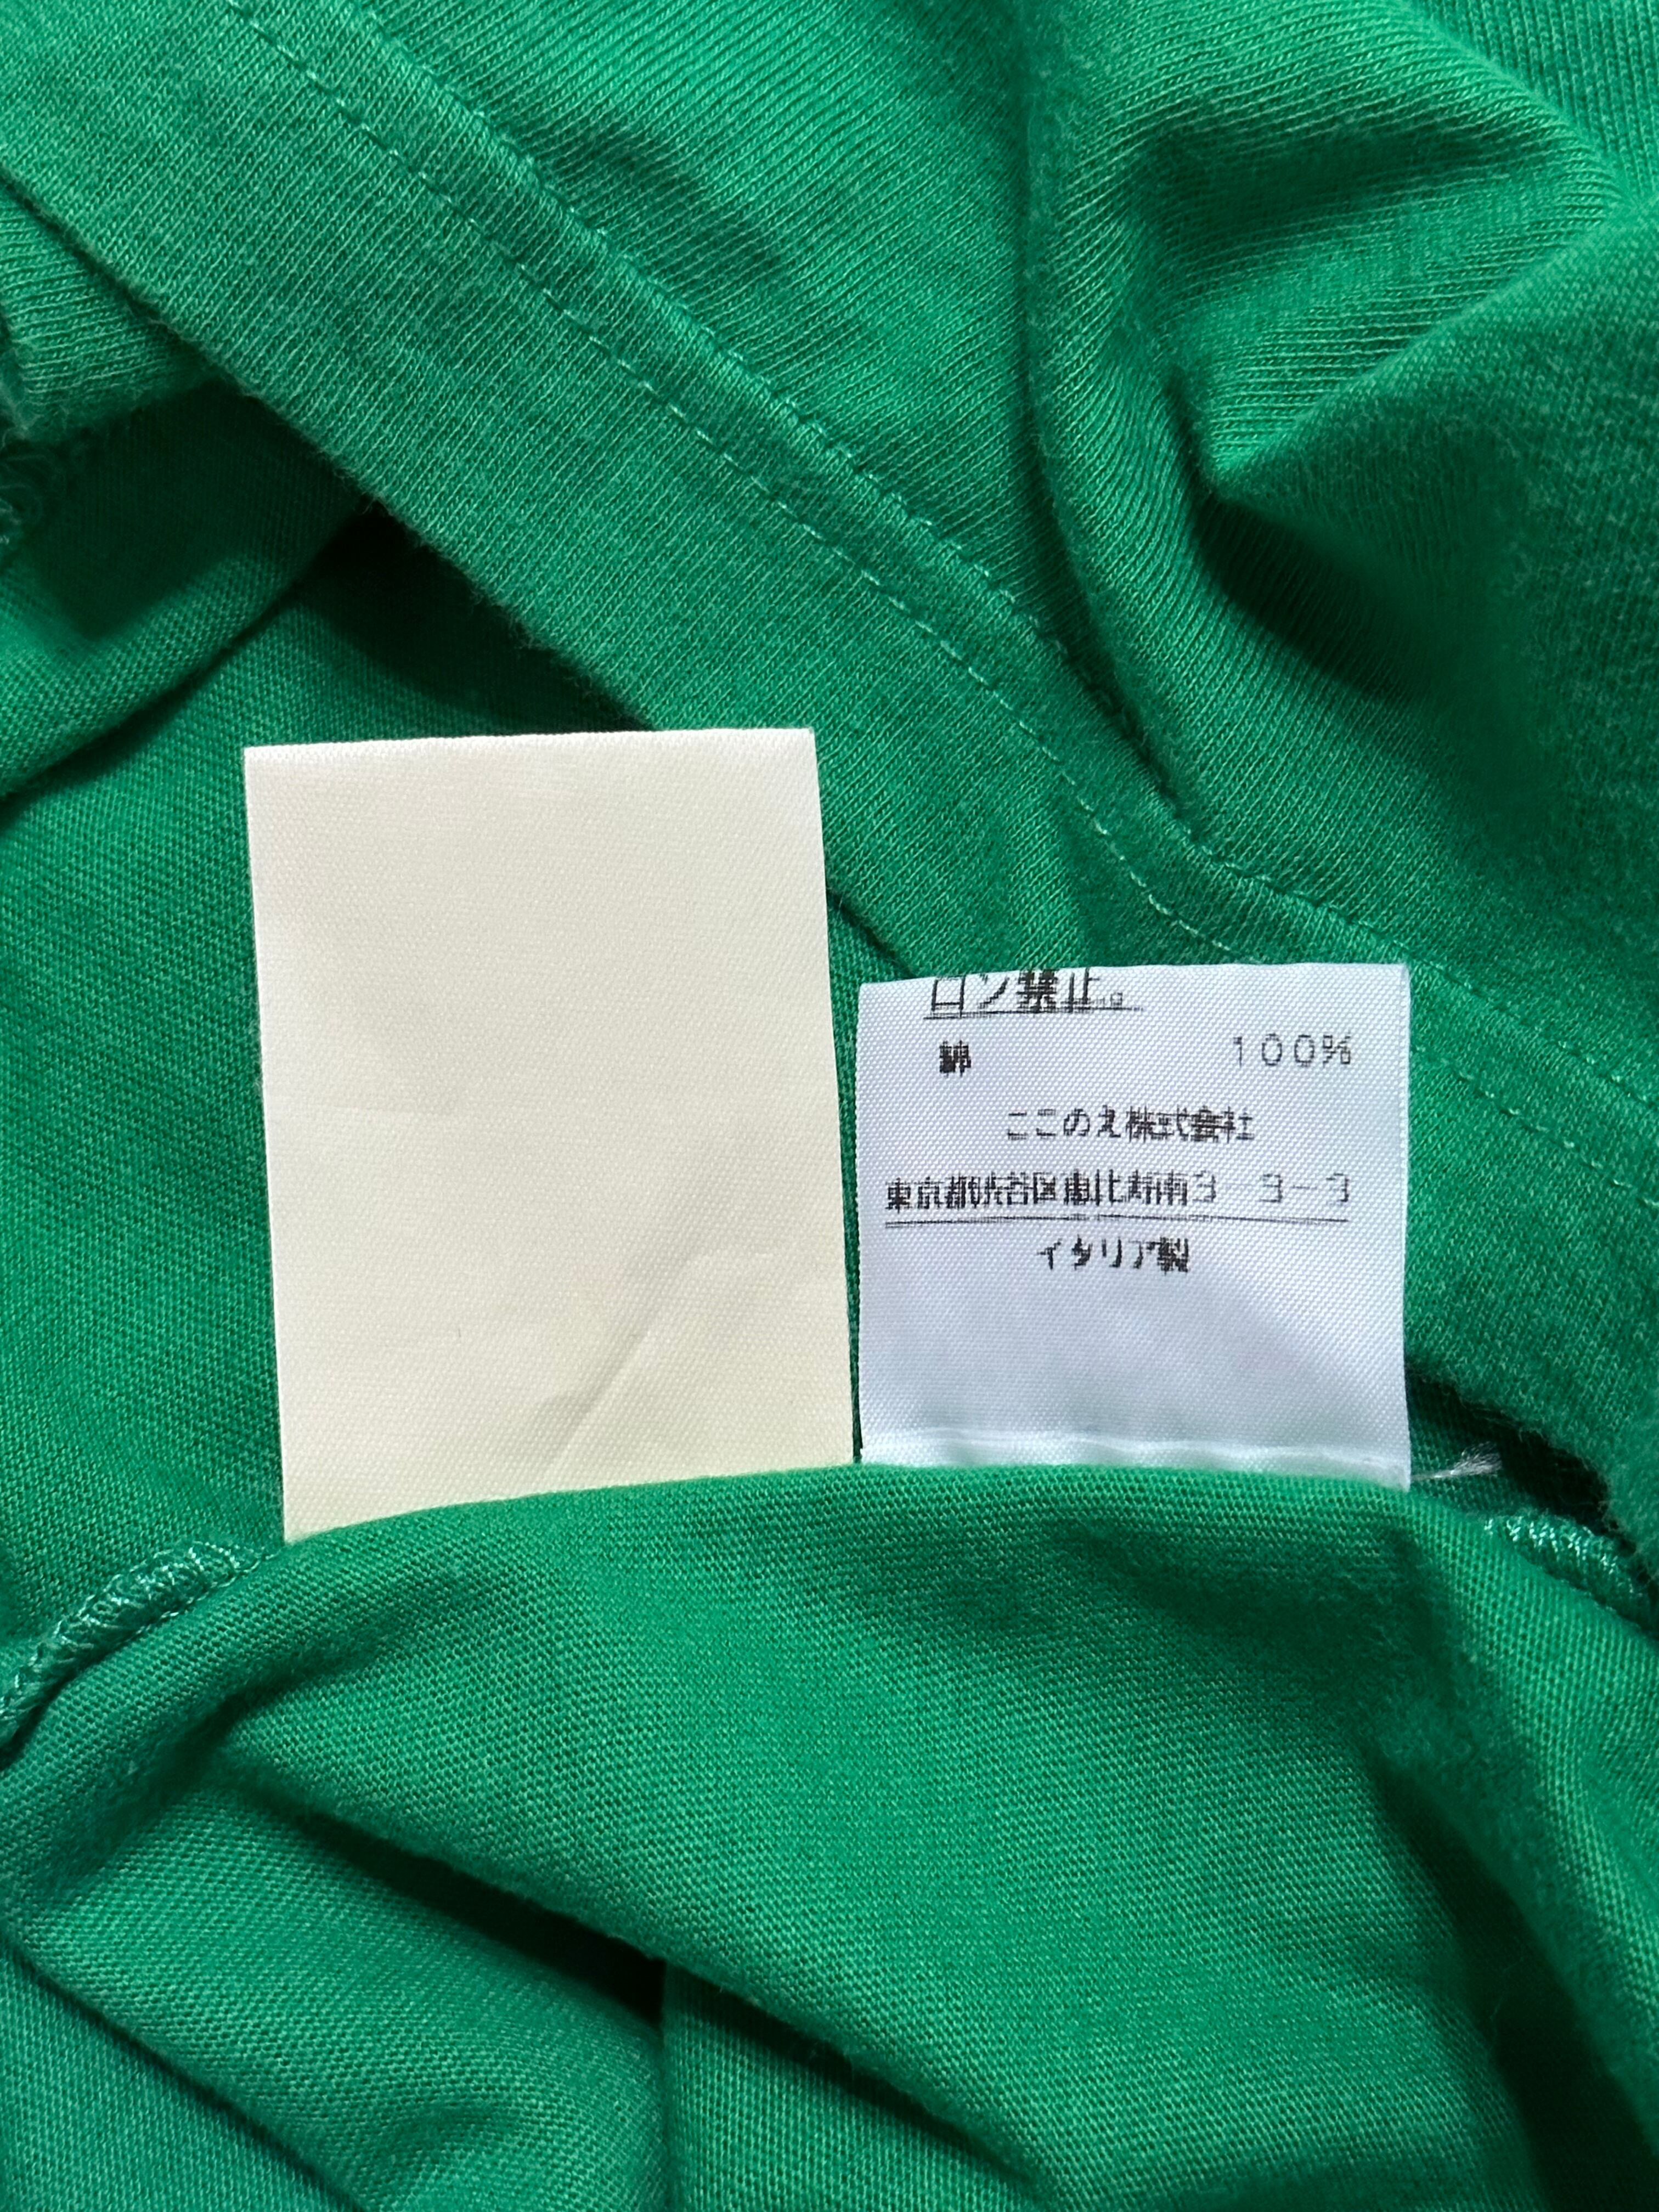 ロン禁止。
綿 100%
ここのえ株式会社
東京都渋谷区恵比寿南3 3-3
イタリア製